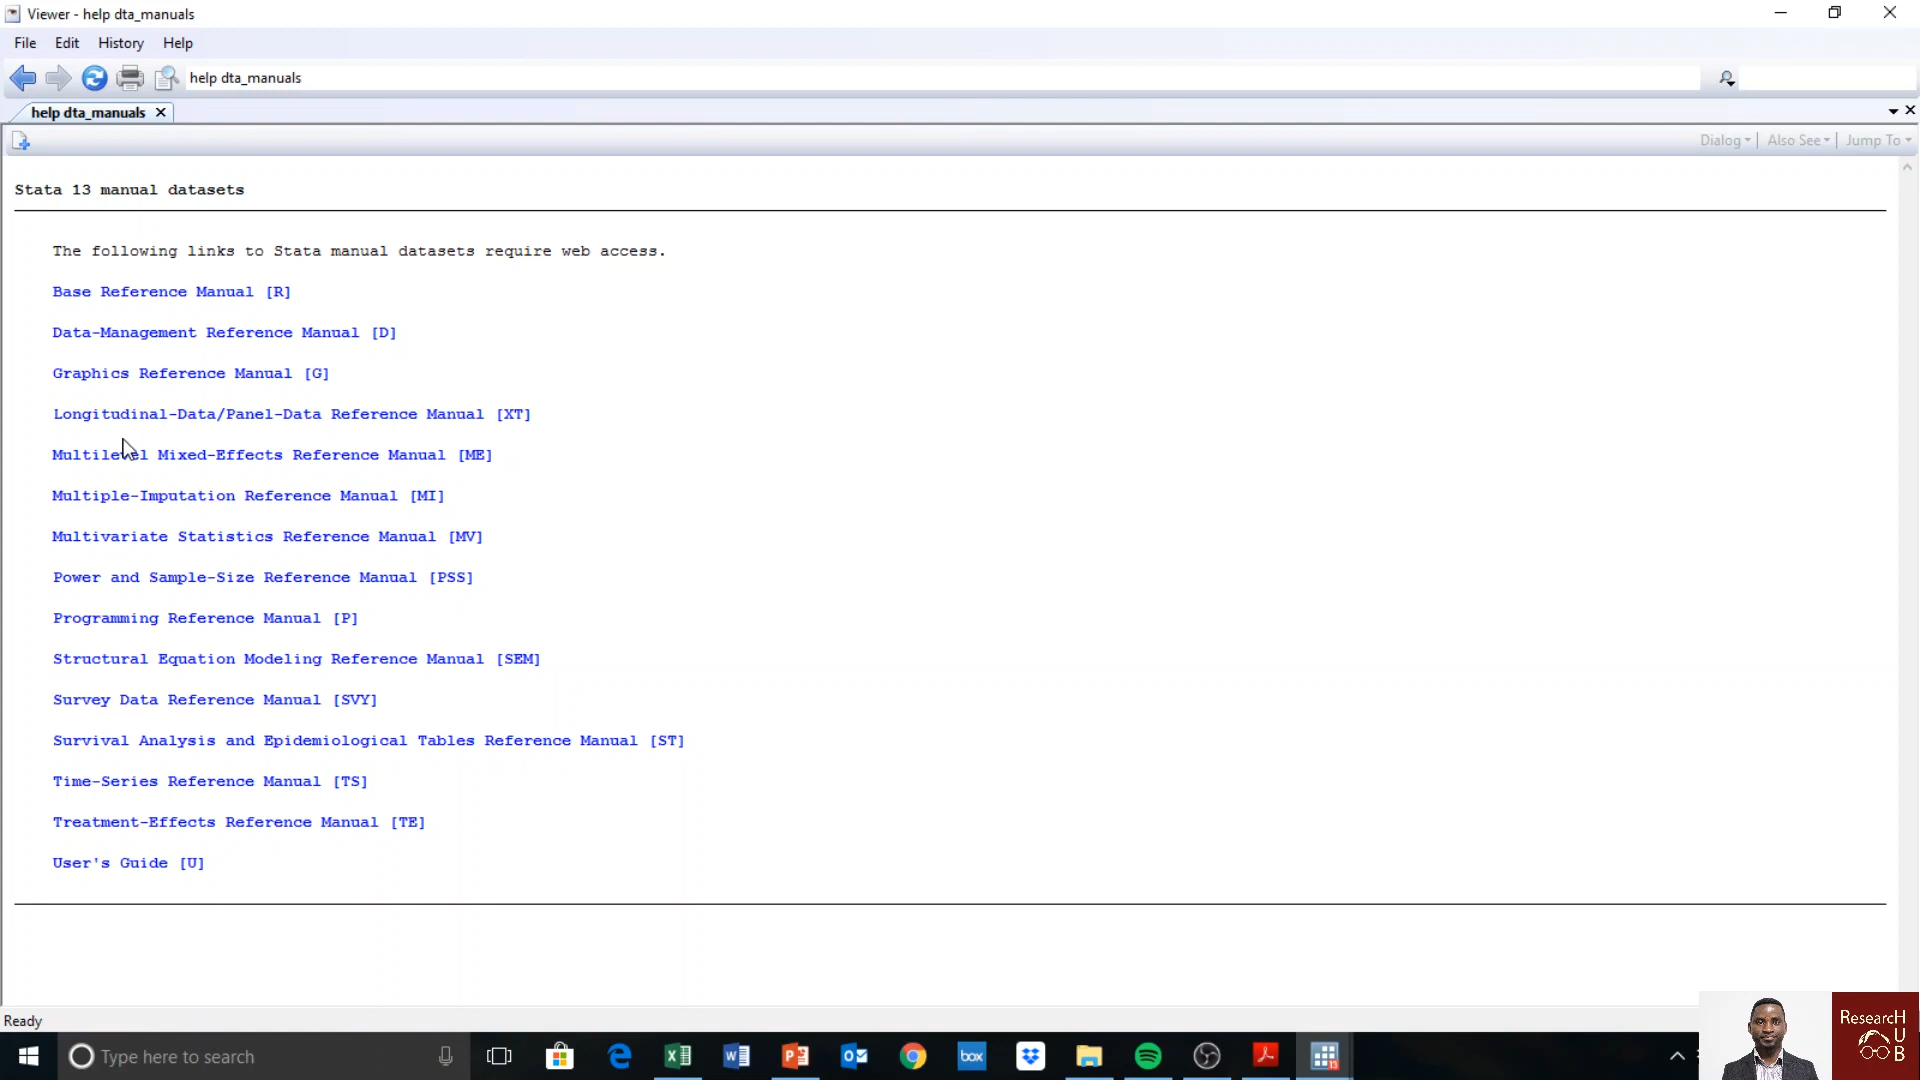 Viewer - help dta_manuals
File Edit History Help
help dta_manuals
help dta_manuals
Dialog Also See Jump To
Stata 13 manual datasets
The following links to Stata manual datasets require web access.
Base Reference Manual [R]
Data-Management Reference Manual [D]
Graphics Reference Manual [G]
Longitudinal-Data/Panel-Data Reference Manual [XT]
Multilevel Mixed-Effects Reference Manual [ME]
Multiple-Imputation Reference Manual [MI]
Multivariate Statistics Reference Manual [MV]
Power and Sample-Size Reference Manual [PSS]
Programming Reference Manual [P]
Structural Equation Modeling Reference Manual [SEM]
Survey Data Reference Manual [SVY]
Survival Analysis and Epidemiological Tables Reference Manual [ST]
Time-Series Reference Manual [TS]
Treatment-Effects Reference Manual [TE]
User's Guide [U]
Ready
Type here to search
box
13
ResearcHUB